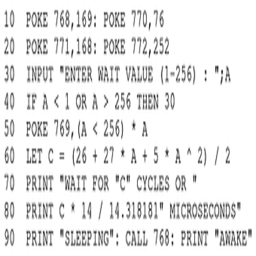 10 POKE 768,169: POKE 770,76
20 POKE 771,168: POKE 772,252
30 INPUT "ENTER WAIT VALUE (1-256) : ";A
40 IF A < 1 OR A > 256 THEN 30
50 POKE 769,(A < 256) * A
60 LET C = (26 + 27 * A + 5 * A ^ 2) / 2
70 PRINT "WAIT FOR "C" CYCLES OR "
80 PRINT C * 14 / 14.318181" MICROSECONDS"
90 PRINT "SLEEPING": CALL 768: PRINT "AWAKE"